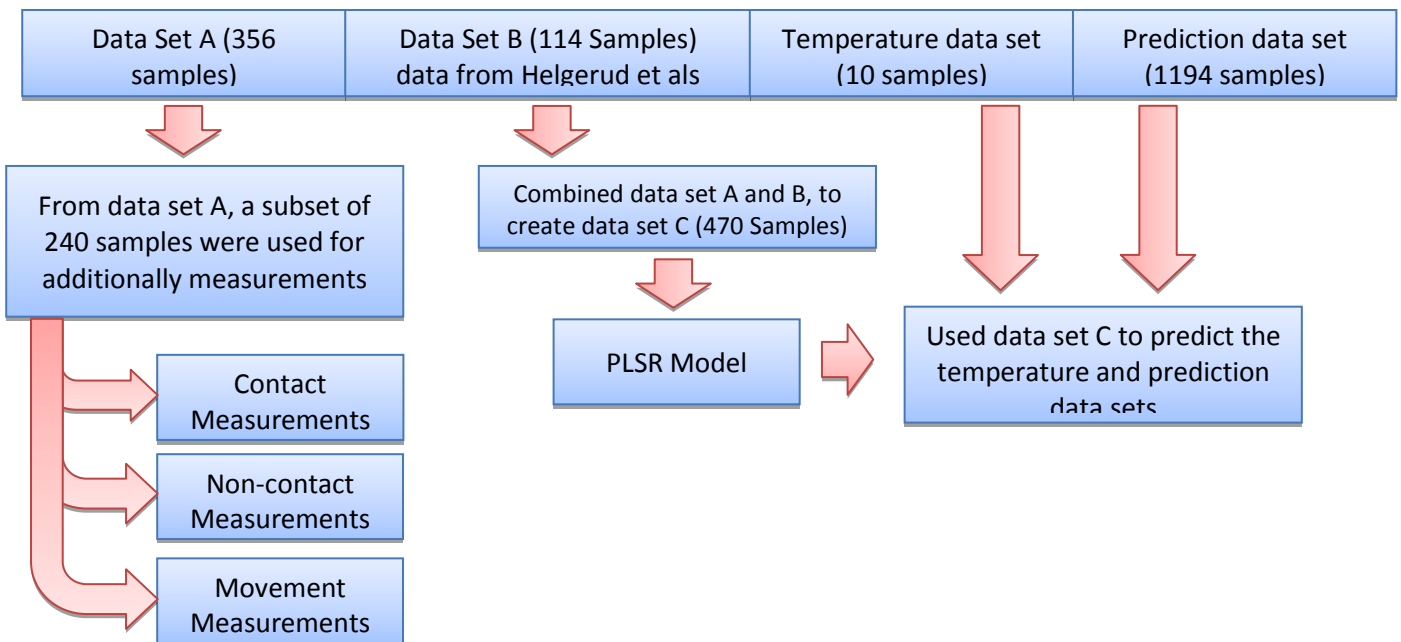 Data Set A (356
samples)
Data Set B (114 Samples)
data from Helgerud et als
Temperature data set
(10 samples)
Prediction data set
(1194 samples)
From data set A, a subset of
240 samples were used for
additionally measurements
Combined data set A and B, to
create data set C (470 Samples)
PLSR Model
Used data set C to predict the
temperature and prediction
data sets
Contact
Measurements
Non-contact
Measurements
Movement
Measurements